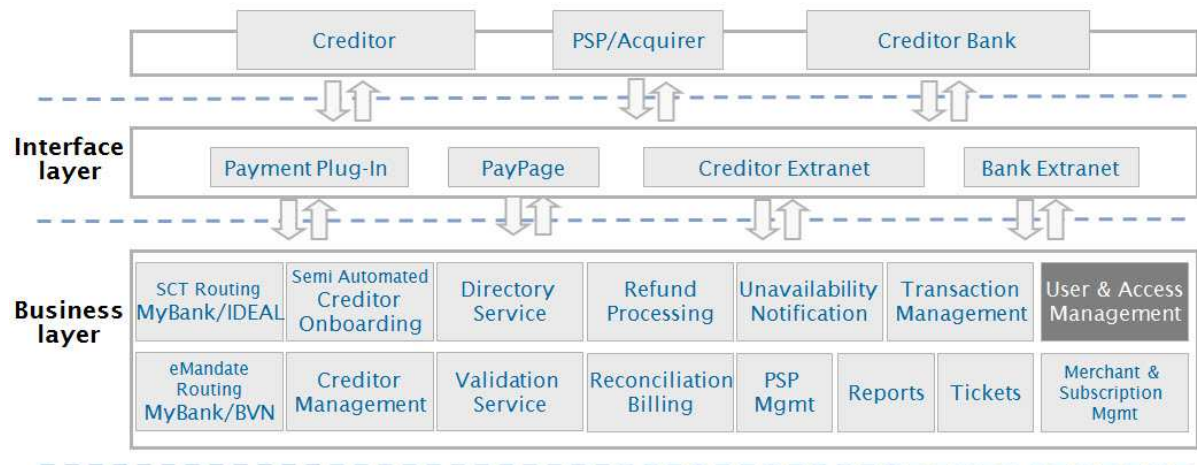 Creditor
PSP/Acquirer
Creditor Bank
Interface
layer
Payment Plug-In
PayPage
Creditor Extranet
Bank Extranet
Business
layer
SCT Routing
MyBank/IDEAL
Semi Automated
Creditor
Onboarding
Directory
Service
Refund
Processing
Unavailability
Notification
Transaction
Management
User & Access
Management
eMandate
Routing
MyBank/BVN
Creditor
Management
Validation
Service
Reconciliation
Billing
PSP
Mgmt
Reports
Tickets
Merchant &
Subscription
Mgmt